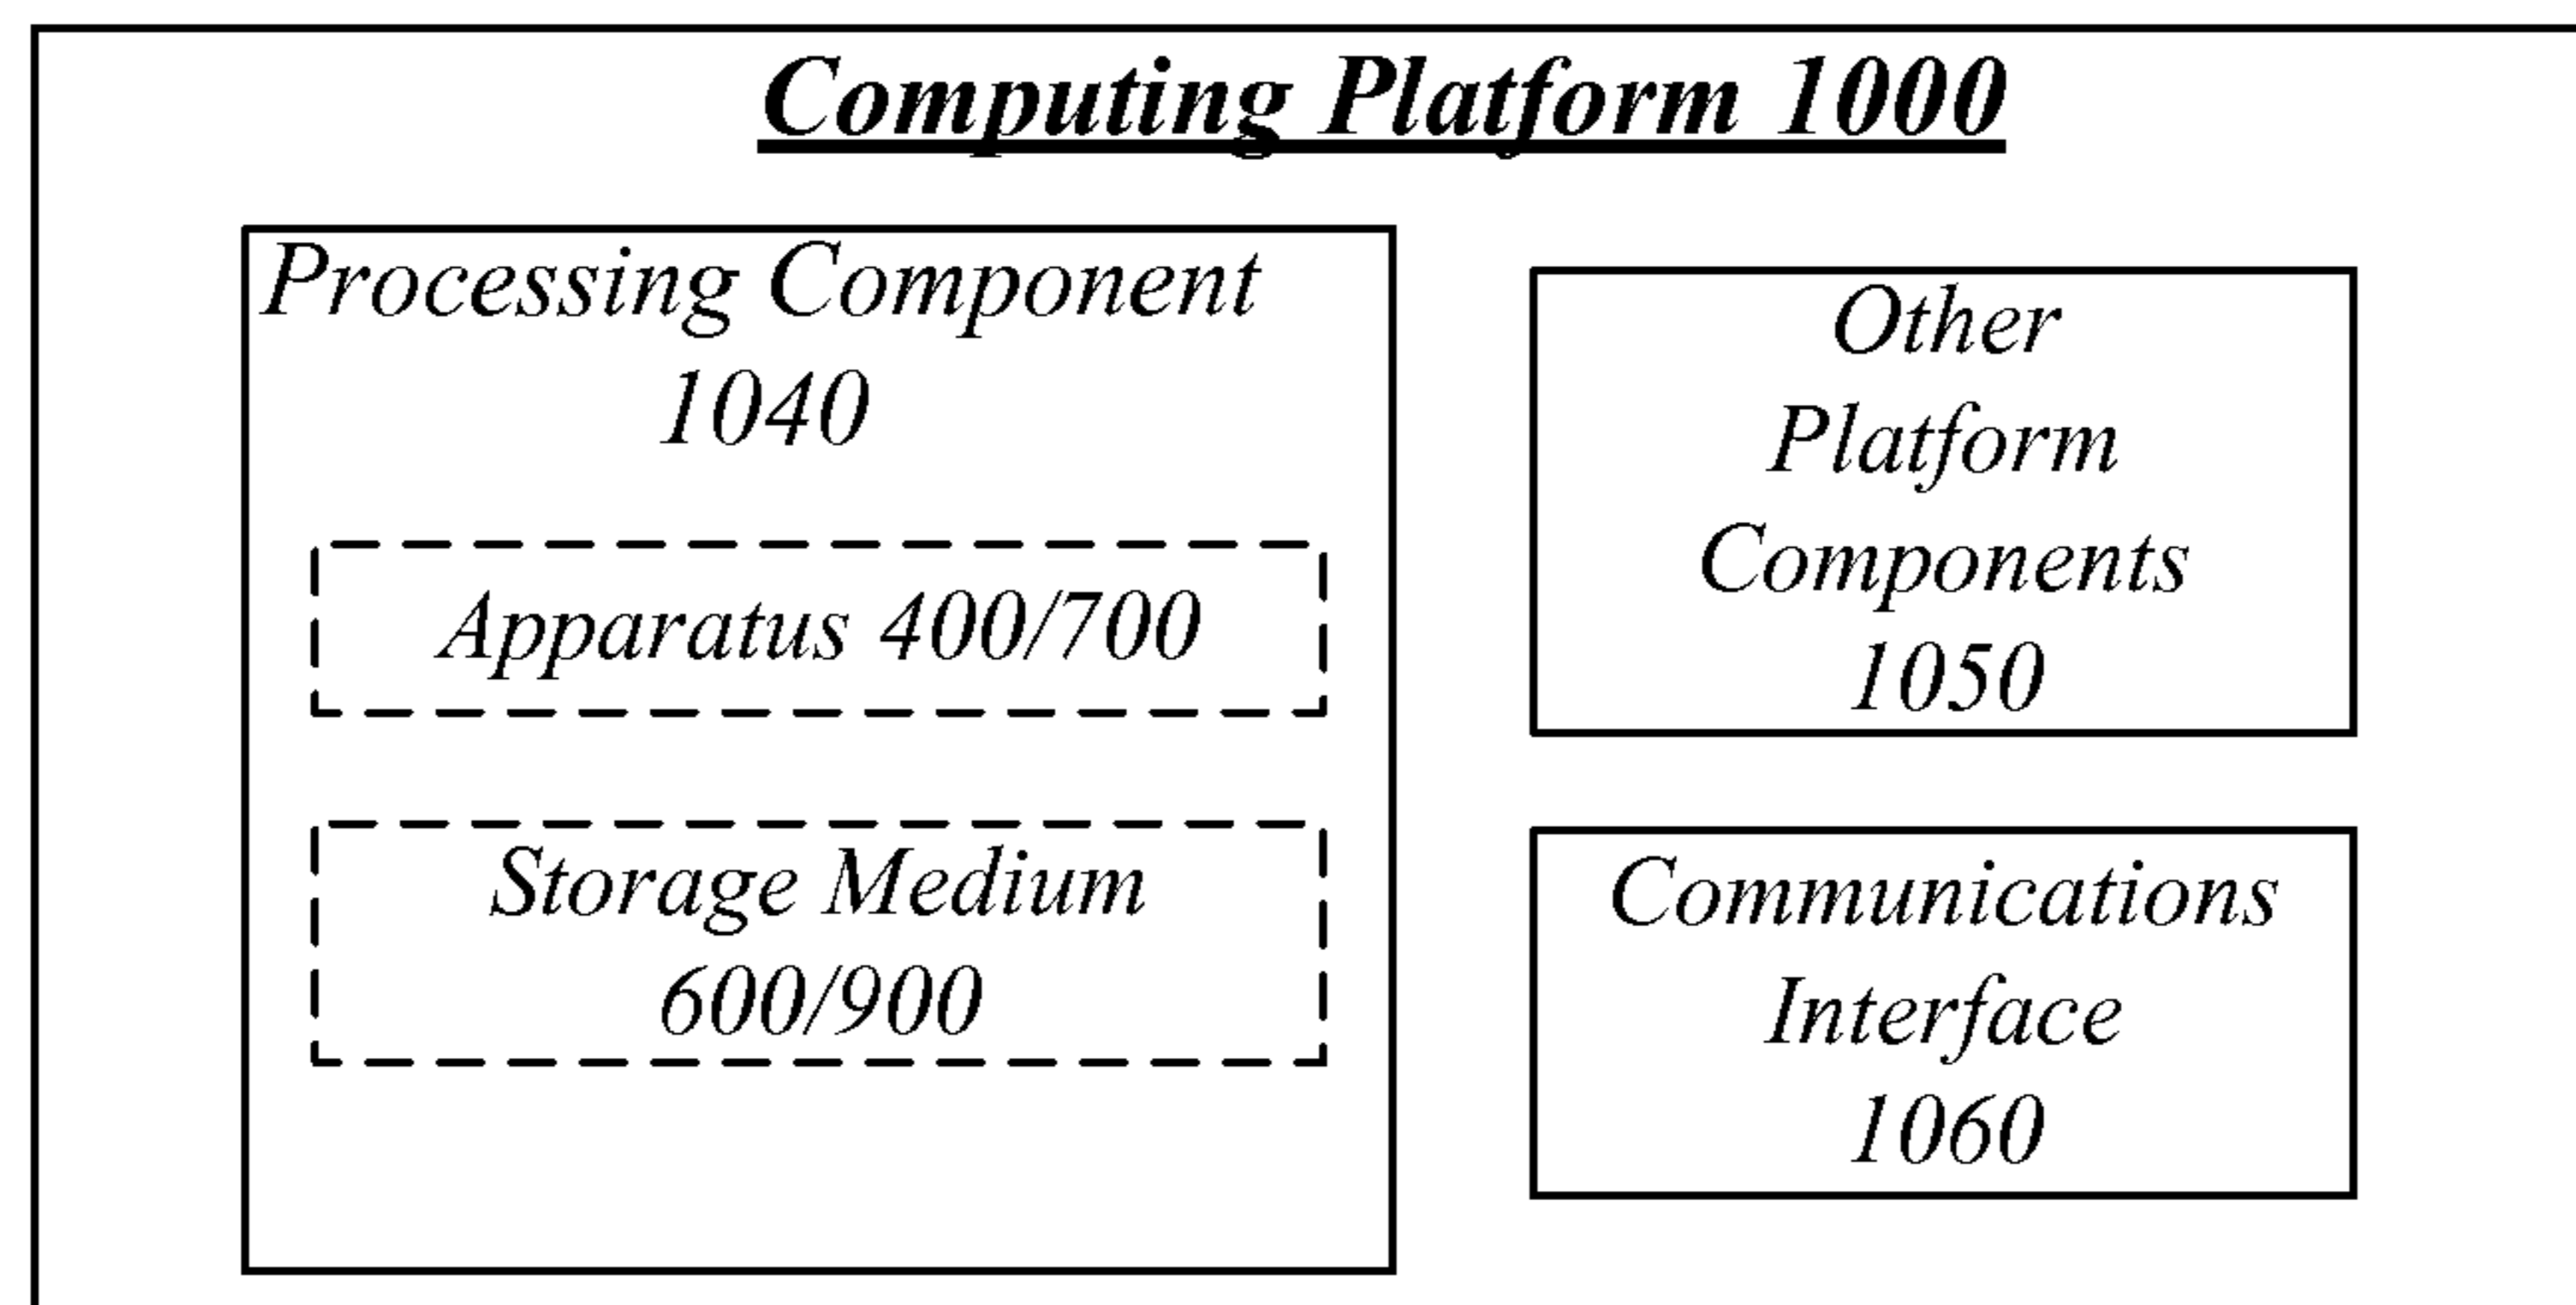 Computing Platform 1000
Processing Component
1040
Apparatus 400/700
Storage Medium
600/900
Other
Platform
Components
1050
Communications
Interface
1060